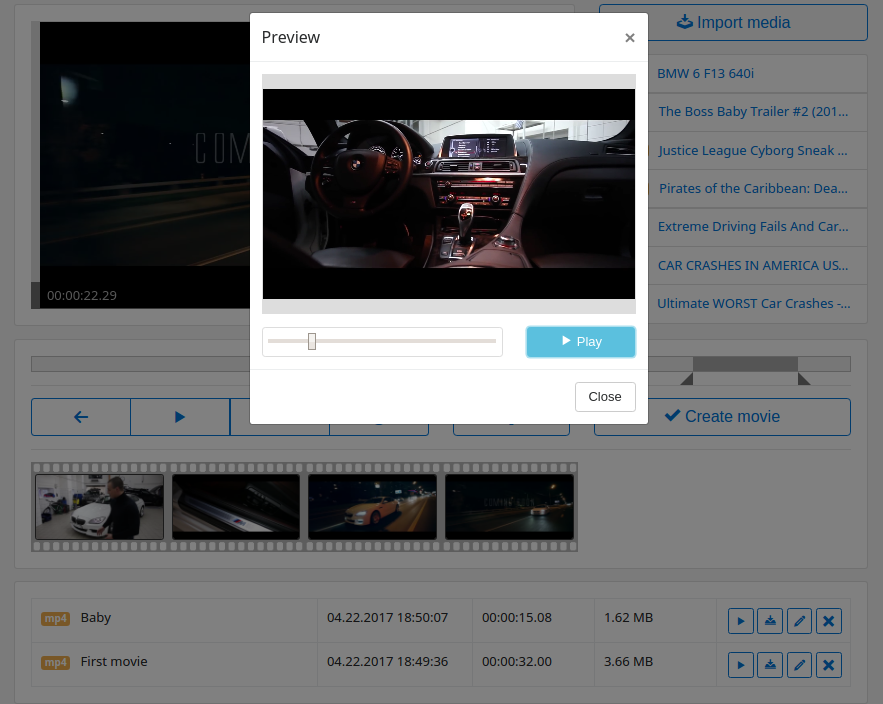 Preview
×
Import media
BMW 6 F13 640i
The Boss Baby Trailer #2 (201...
Justice League Cyborg Sneak ...
Pirates of the Caribbean: Dea...
Extreme Driving Fails And Car...
CAR CRASHES IN AMERICA US...
Ultimate WORST Car Crashes -...
COM
00:00:22.29
Play
Close
Create movie
mp4 Baby 04.22.2017 18:50:07 00:00:15.08 1.62 MB
mp4 First movie 04.22.2017 18:49:36 00:00:32.00 3.66 MB